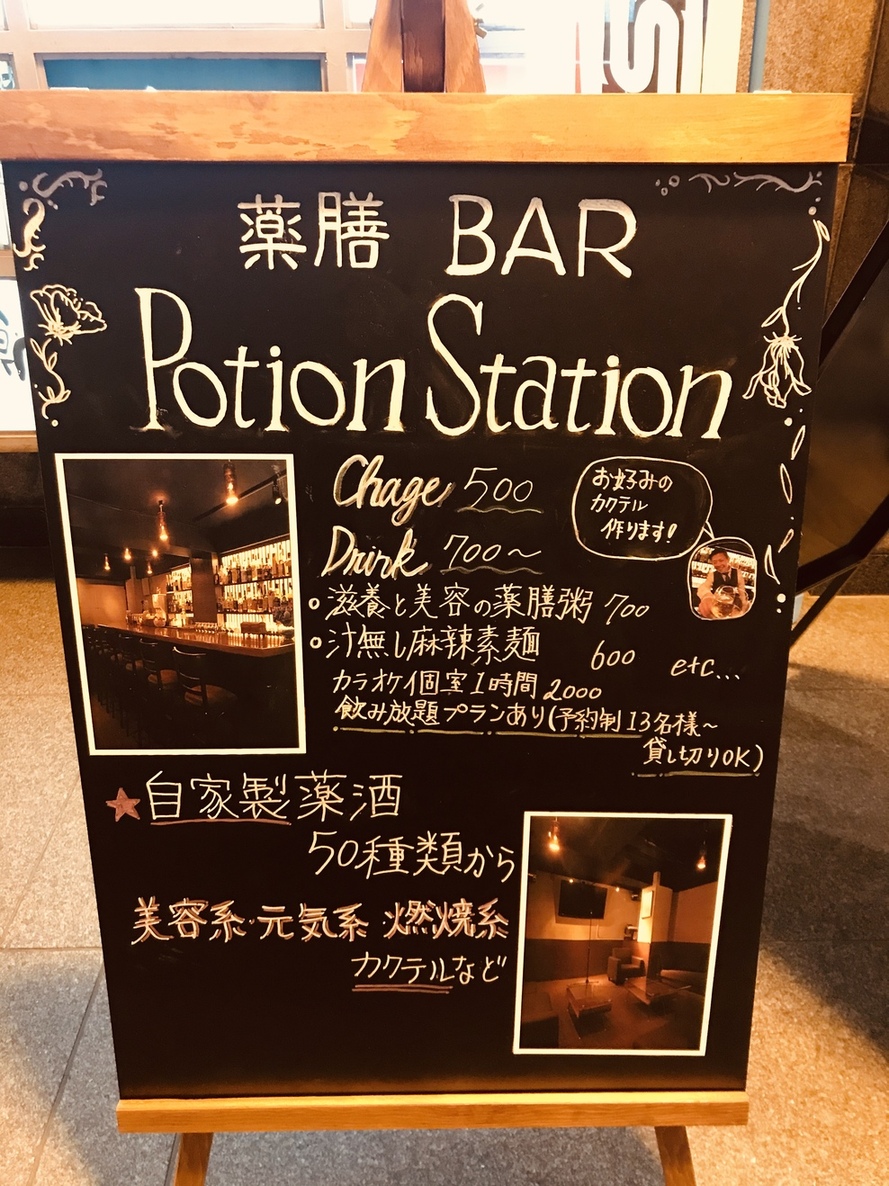 薬膳 BAR
Potion Station
Chage 500
お好みの
カクテル
作ります!
Drink 700～
・滋養と美容の薬膳粥 700
・汁無し麻辣素麺 600 etc...
カラオケ個室1時間 2000
飲み放題プランあり(予約制 13名様～
貸し切りOK)
★自家製薬酒
50種類から
美容系・元気系 燃焼系
カクテルなど